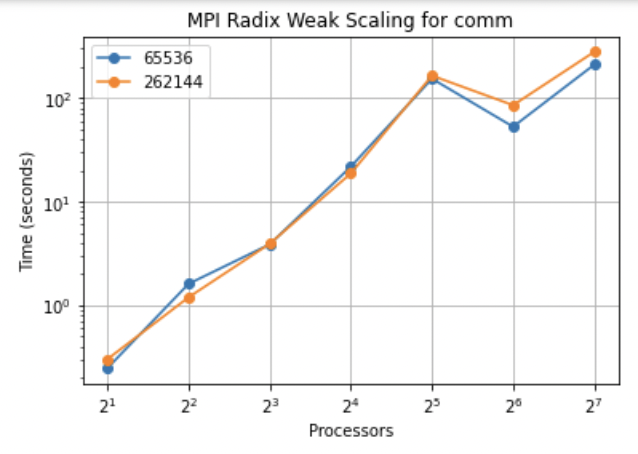 MPI Radix Weak Scaling for comm
65536
262144
10²
10¹
10⁰
Time (seconds)
2¹ 2² 2³ 2⁴ 2⁵ 2⁶ 2⁷
Processors